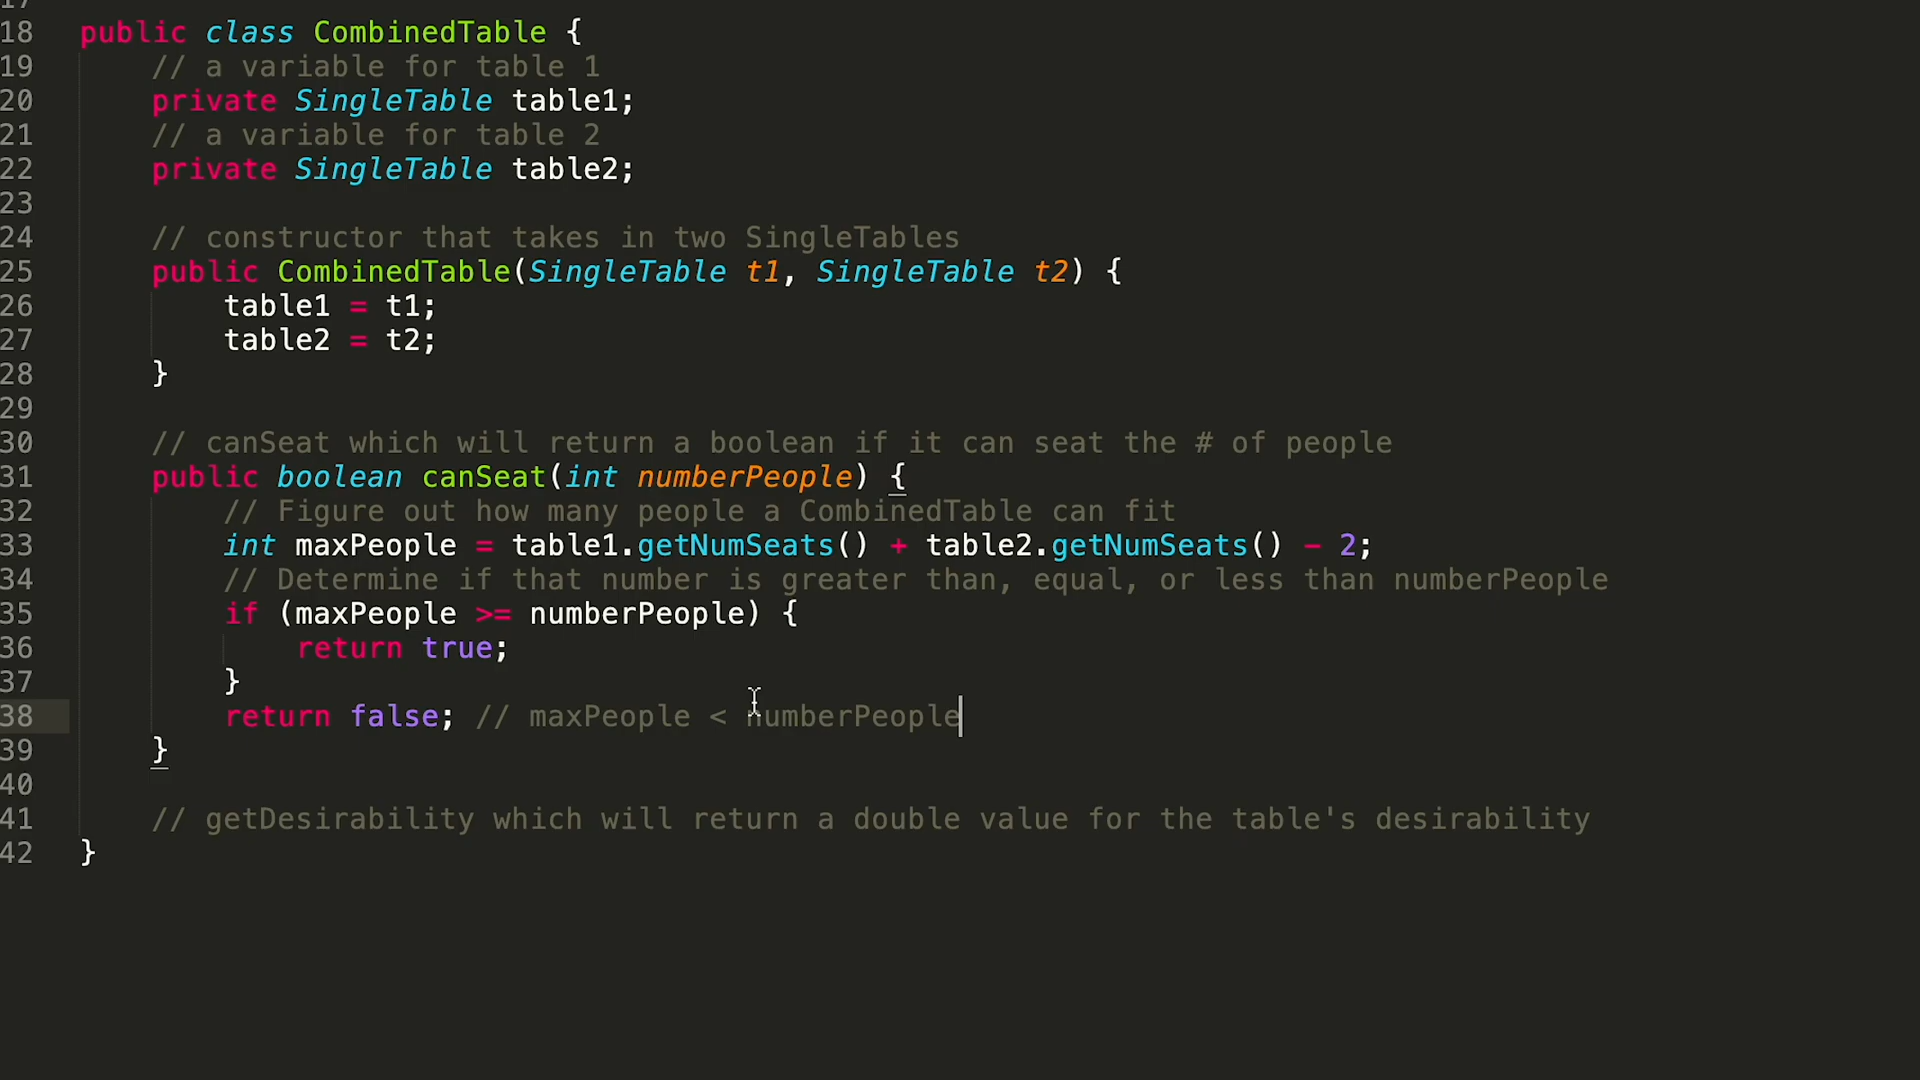 18 public class CombinedTable {
19 // a variable for table 1
20 private SingleTable table1;
21 // a variable for table 2
22 private SingleTable table2;
23
24 // constructor that takes in two SingleTables
25 public CombinedTable(SingleTable t1, SingleTable t2) {
26 table1 = t1;
27 table2 = t2;
28 }
29
30 // canSeat which will return a boolean if it can seat the # of people
31 public boolean canSeat(int numberPeople) {
32 // Figure out how many people a CombinedTable can fit
33 int maxPeople = table1.getNumSeats() + table2.getNumSeats() - 2;
34 // Determine if that number is greater than, equal, or less than numberPeople
35 if (maxPeople >= numberPeople) {
36 return true;
37 }
38 return false; // maxPeople < numberPeople
39 }
40
41 // getDesirability which will return a double value for the table's desirability
42 }